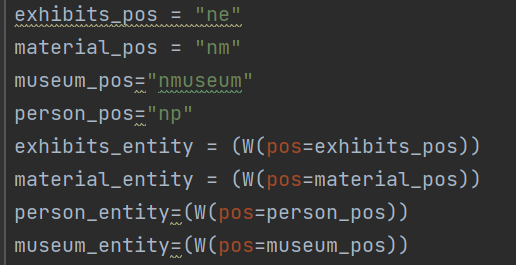 exhibits_pos = "ne"
material_pos = "nm"
museum_pos="nmuseum"
person_pos="np"
exhibits_entity = (W(pos=exhibits_pos))
material_entity = (W(pos=material_pos))
person_entity=(W(pos=person_pos))
museum_entity=(W(pos=museum_pos))